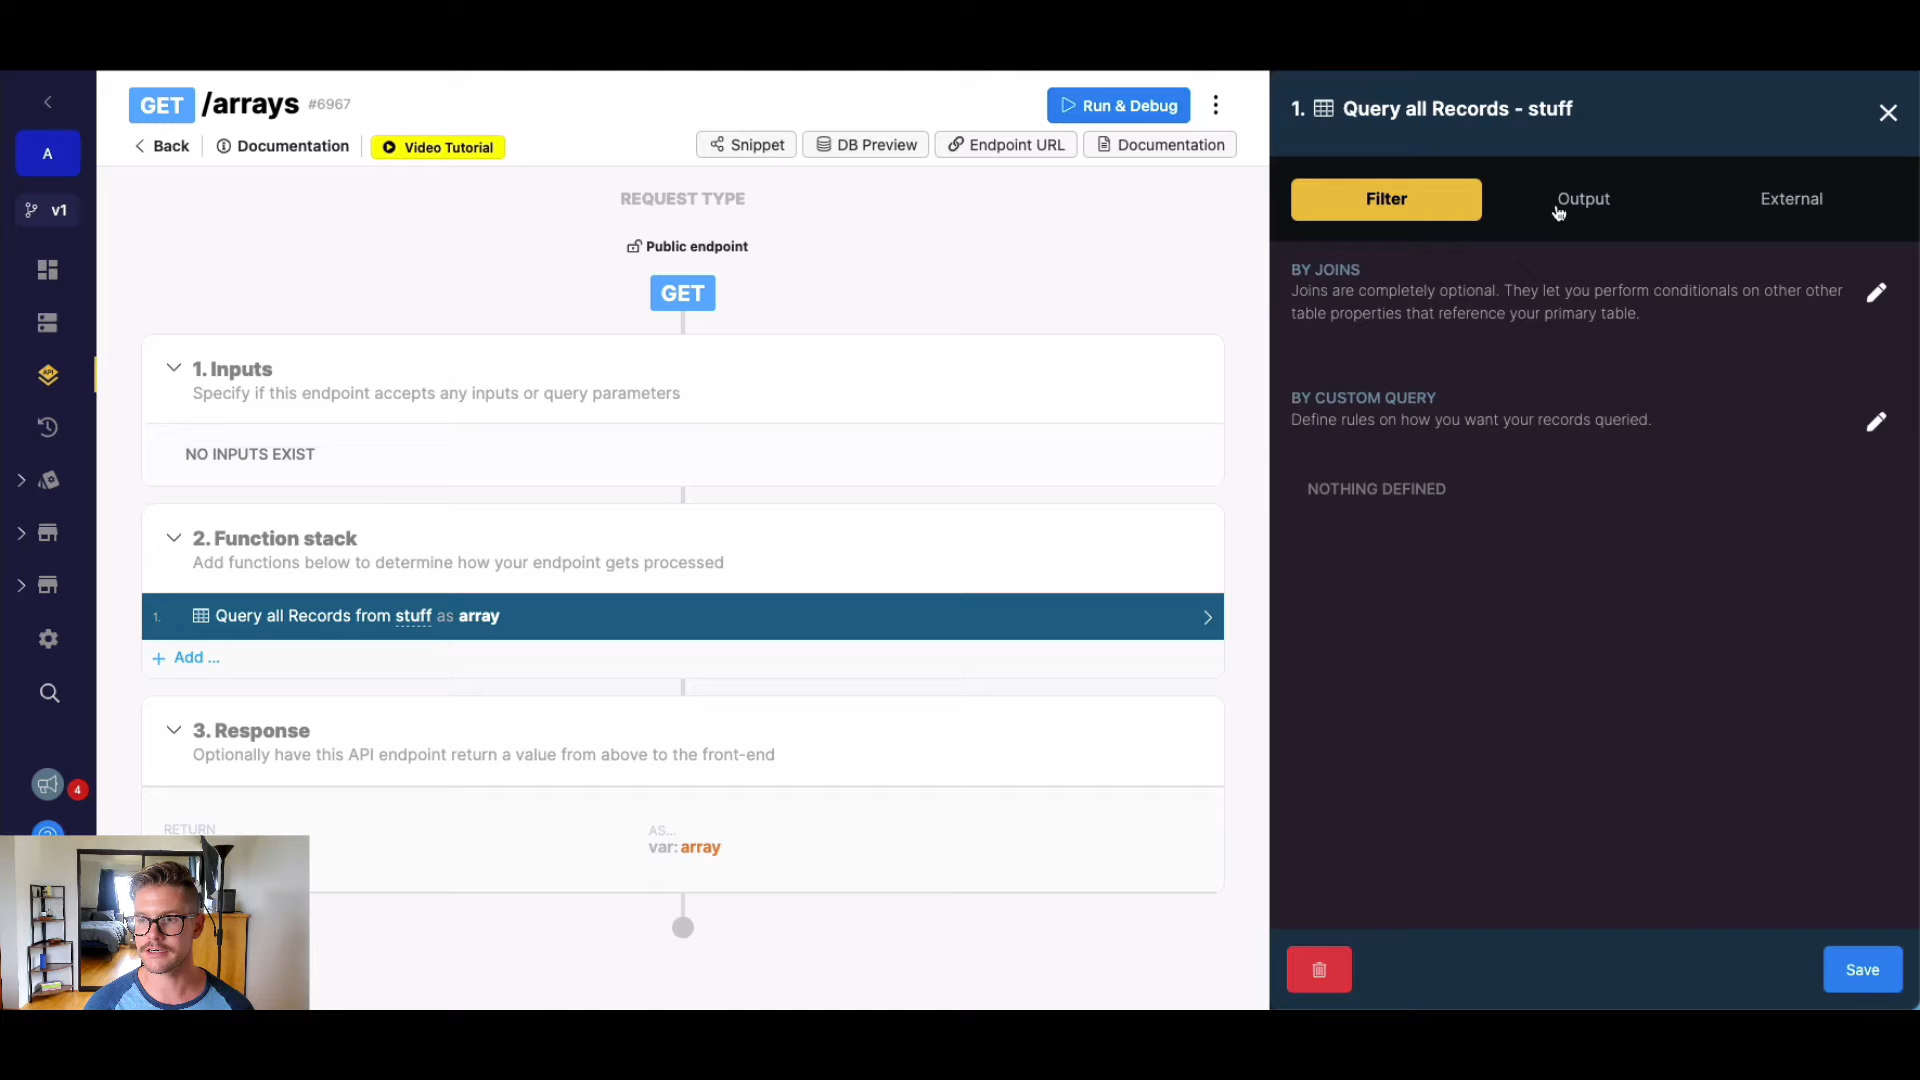 A
v1
4
GET /arrays #6967
Run & Debug
Back
Documentation
Video Tutorial
Snippet
DB Preview
Endpoint URL
Documentation
REQUEST TYPE
Public endpoint
GET
1. Inputs
Specify if this endpoint accepts any inputs or query parameters
NO INPUTS EXIST
2. Function stack
Add functions below to determine how your endpoint gets processed
1. Query all Records from stuff as array
+ Add ...
3. Response
Optionally have this API endpoint return a value from above to the front-end
RETURN
AS...
var: array
1. Query all Records - stuff
Filter
Output
External
BY JOINS
Joins are completely optional. They let you perform conditionals on other other
table properties that reference your primary table.
BY CUSTOM QUERY
Define rules on how you want your records queried.
NOTHING DEFINED
Save